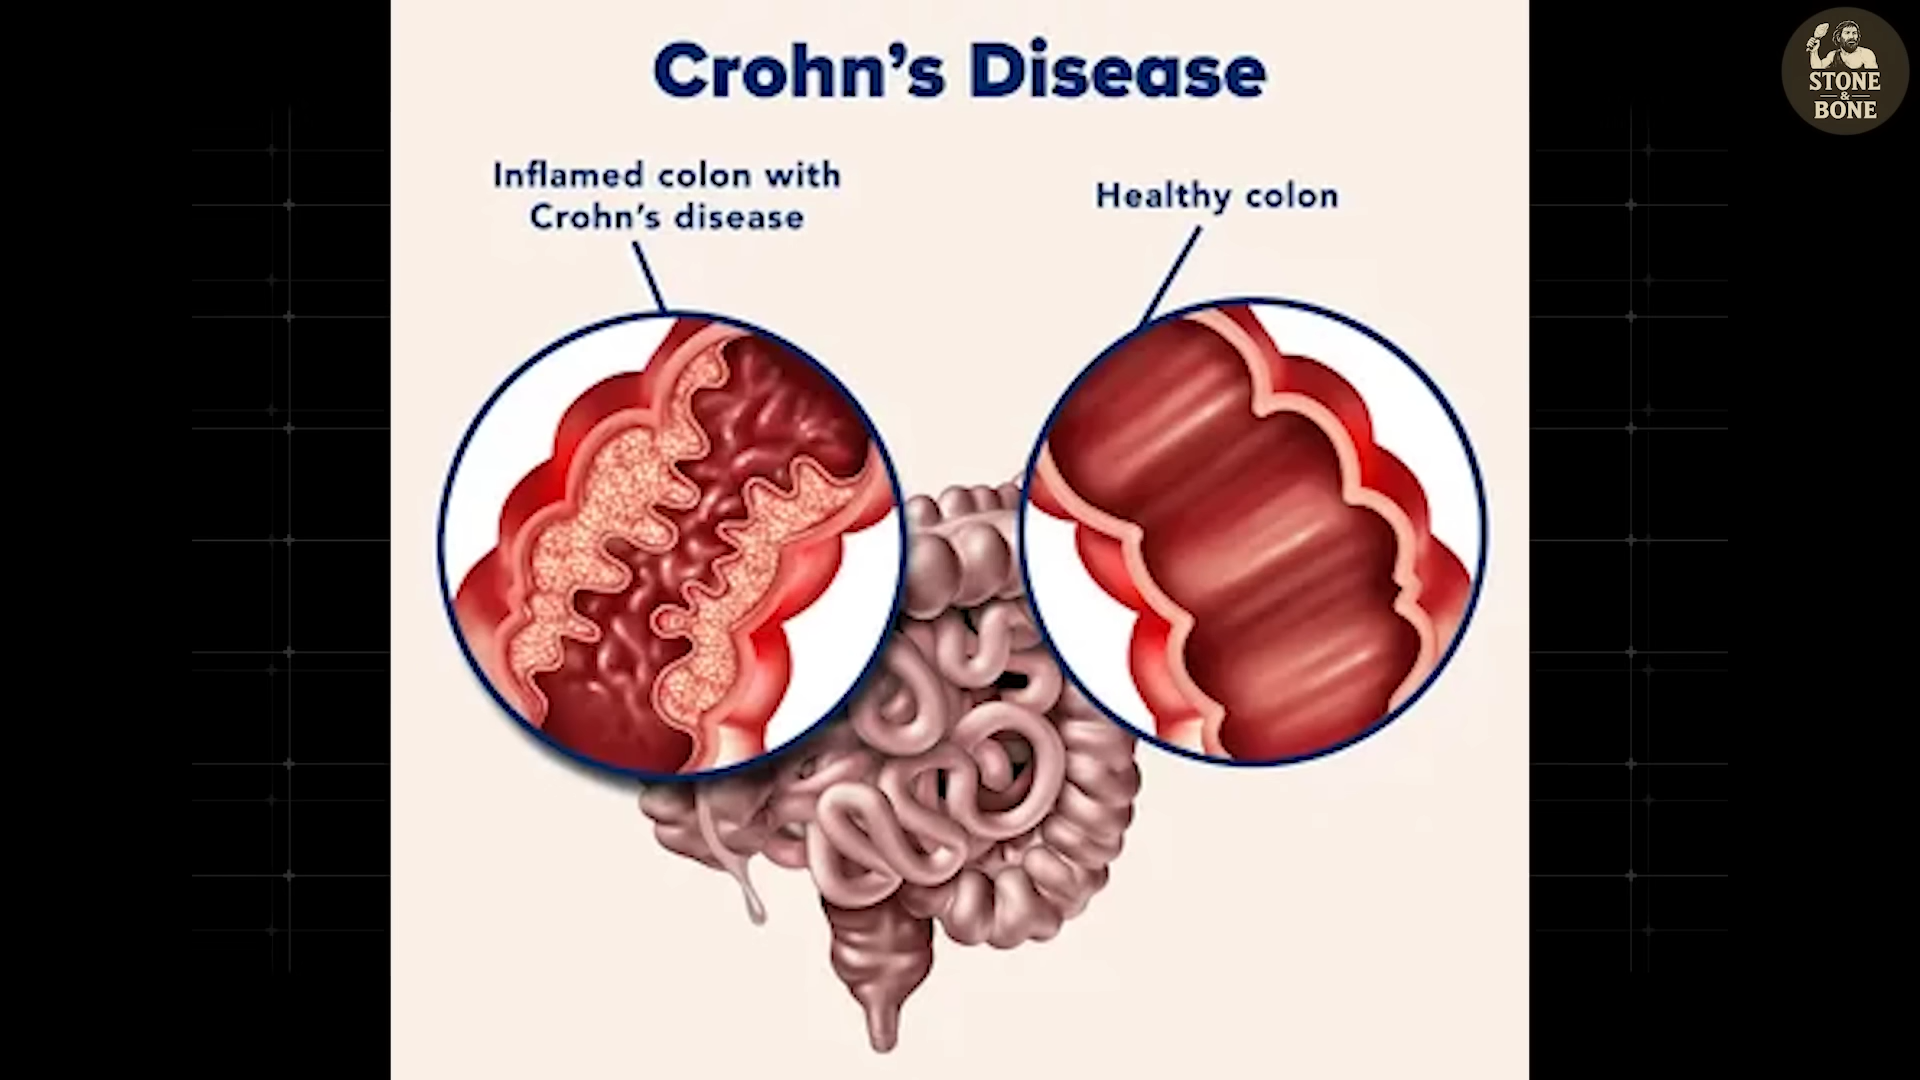 Crohn’s Disease
Inflamed colon with
Crohn’s disease
Healthy colon
STONE
&
BONE